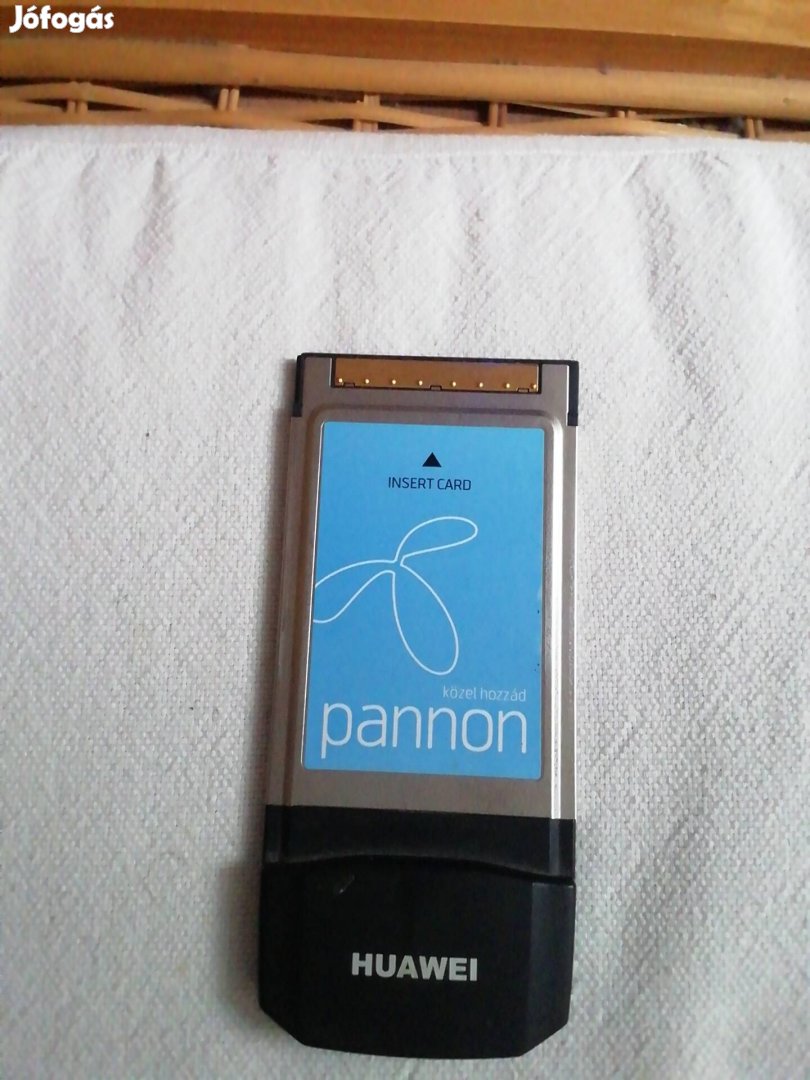 Jófogás
INSERT CARD
közel hozzád
pannon
HUAWEI